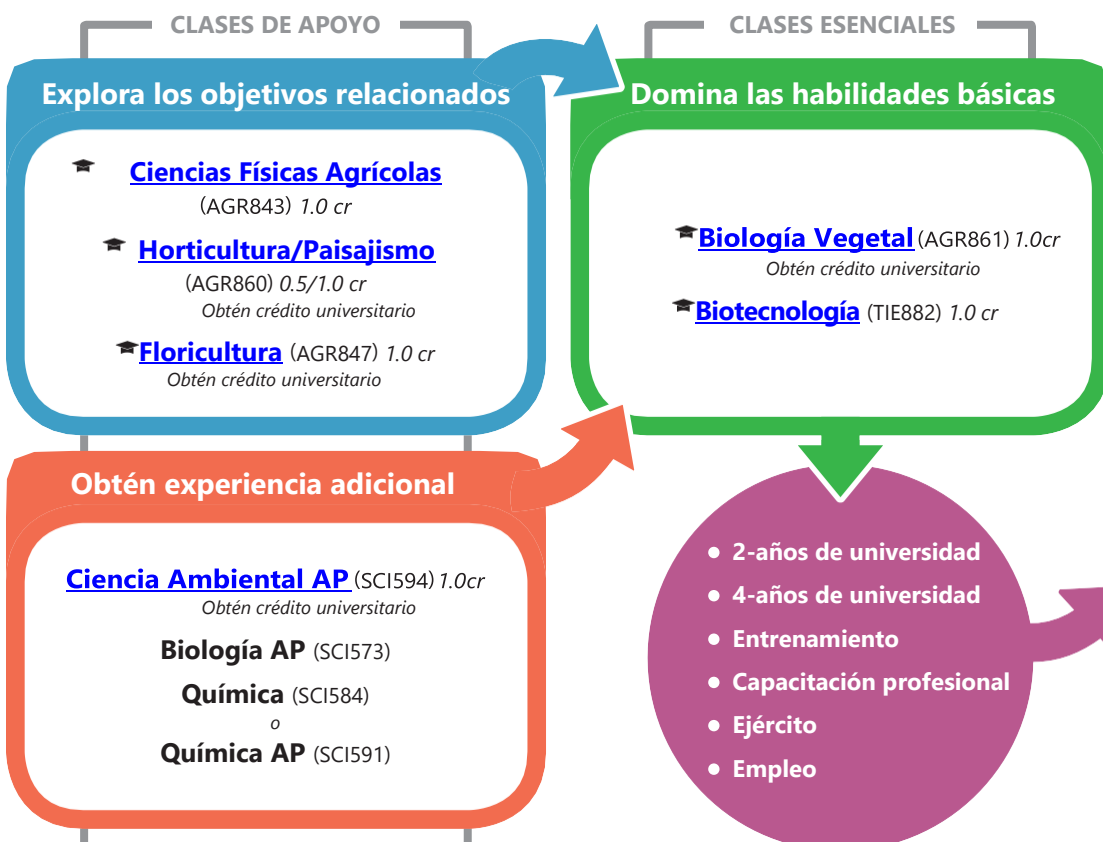 CLASES DE APOYO
Explora los objetivos relacionados
Ciencias Físicas Agrícolas
(AGR843) 1.0 cr
Horticultura/Paisajismo
(AGR860) 0.5/1.0 cr
Obtén crédito universitario
Floricultura (AGR847) 1.0 cr
Obtén crédito universitario
Obtén experiencia adicional
Ciencia Ambiental AP (SCI594) 1.0cr
Obtén crédito universitario
Biología AP (SCI573)
Química (SCI584)
o
Química AP (SCI591)
CLASES ESENCIALES
Domina las habilidades básicas
Biología Vegetal (AGR861) 1.0cr
Obtén crédito universitario
Biotecnología (TIE882) 1.0 cr
• 2-años de universidad
• 4-años de universidad
• Entrenamiento
• Capacitación profesional
• Ejército
• Empleo